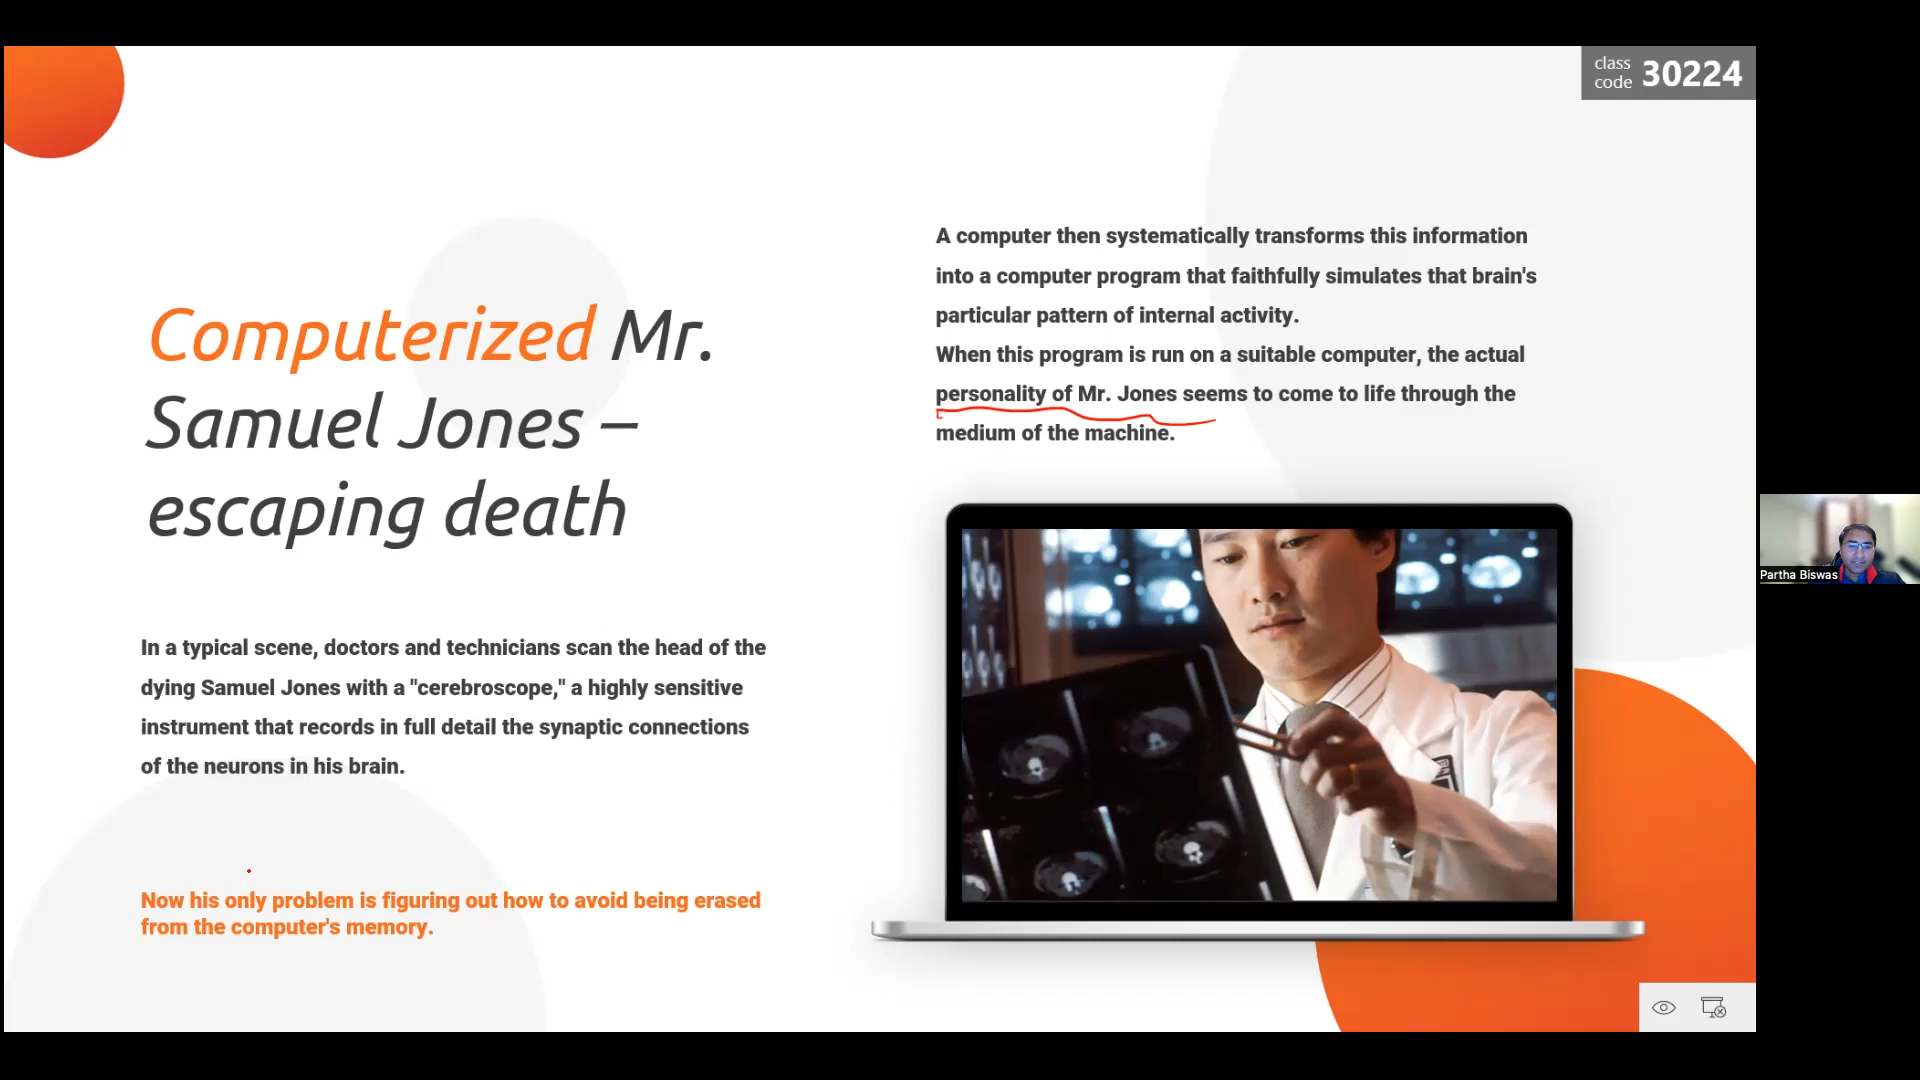 class
code 30224
Computerized Mr.
Samuel Jones –
escaping death
In a typical scene, doctors and technicians scan the head of the
dying Samuel Jones with a "cerebroscope," a highly sensitive
instrument that records in full detail the synaptic connections
of the neurons in his brain.
Now his only problem is figuring out how to avoid being erased
from the computer's memory.
A computer then systematically transforms this information
into a computer program that faithfully simulates that brain's
particular pattern of internal activity.
When this program is run on a suitable computer, the actual
personality of Mr. Jones seems to come to life through the
medium of the machine.
Partha Biswas